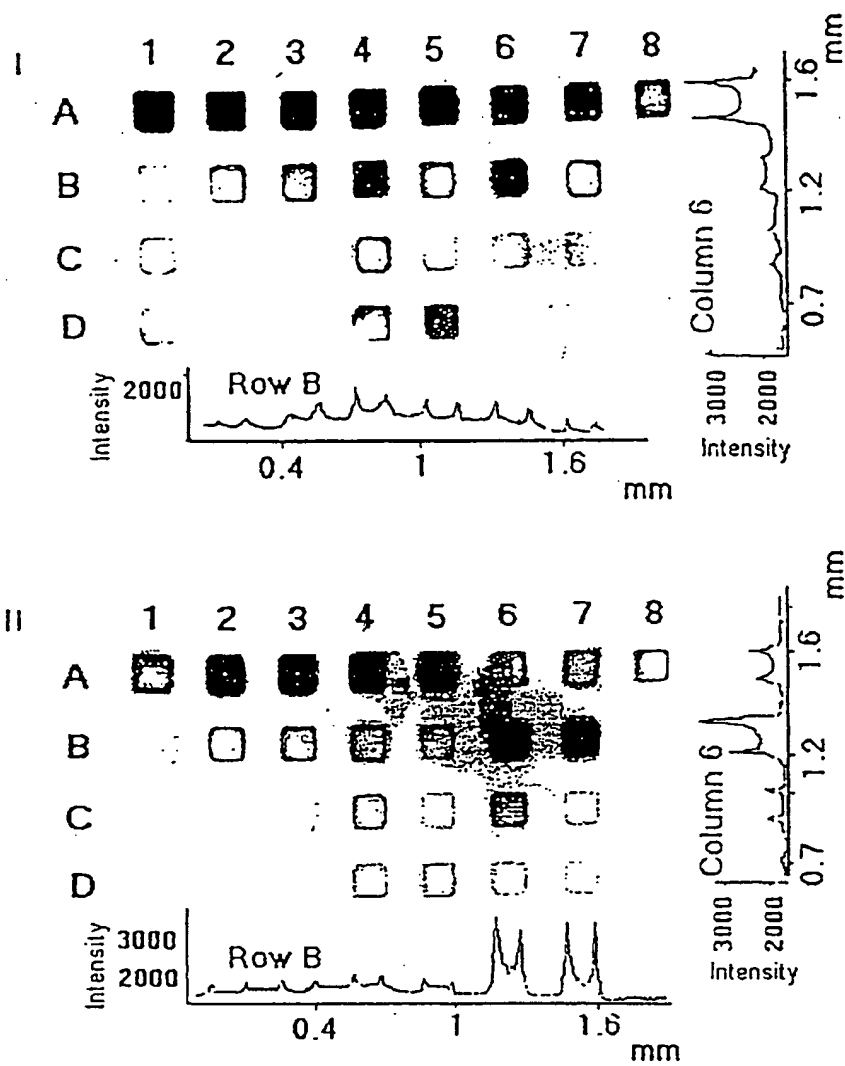 I
1 2 3 4 5 6 7 8
A
B
C
D
Column 6
1.6
1.2
0.7
mm
3000
2000
Intensity
Intensity
2000
Row B
0.4 1 1.6
mm
II
1 2 3 4 5 6 7 8
A
B
C
D
Column 6
1.6
1.2
0.7
mm
3000
2000
Intensity
Intensity
3000
2000
Row B
0.4 1 1.6
mm